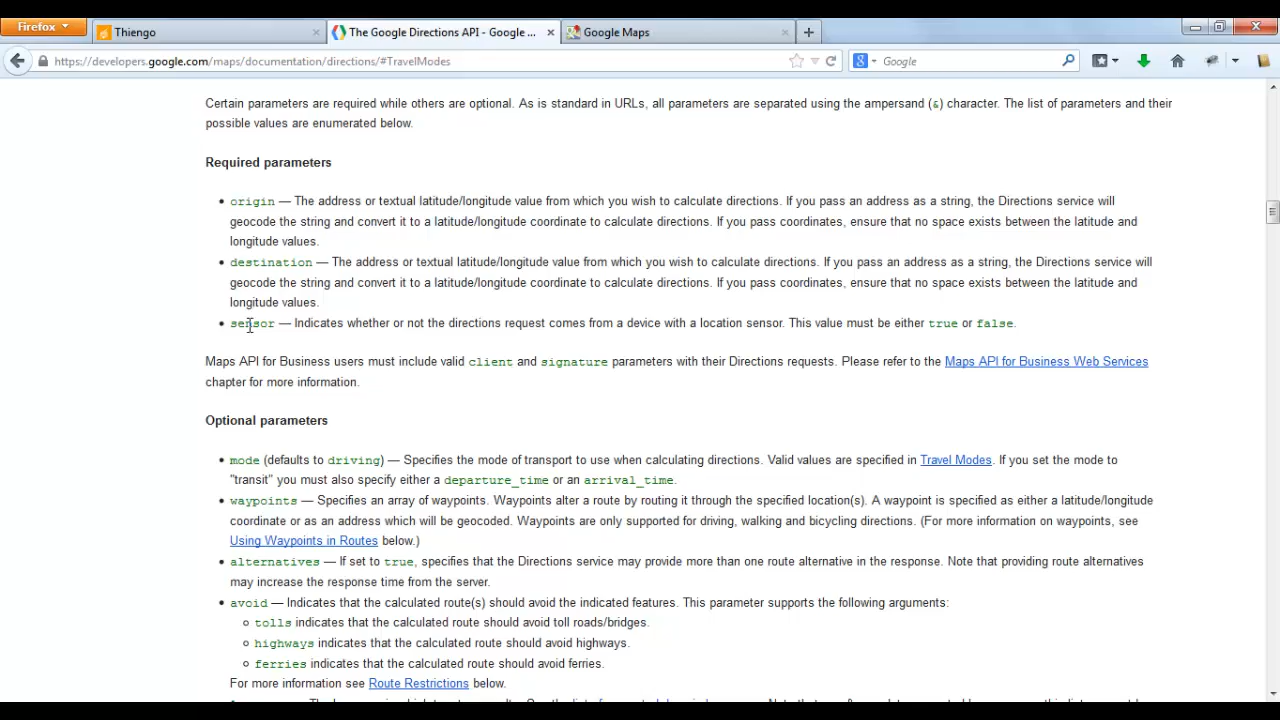 Firefox
Thiengo
The Google Directions API - Google ...
Google Maps
https://developers.google.com/maps/documentation/directions/#TravelModes
Google
Certain parameters are required while others are optional. As is standard in URLs, all parameters are separated using the ampersand (&) character. The list of parameters and their
possible values are enumerated below.
Required parameters
• origin — The address or textual latitude/longitude value from which you wish to calculate directions. If you pass an address as a string, the Directions service will
geocode the string and convert it to a latitude/longitude coordinate to calculate directions. If you pass coordinates, ensure that no space exists between the latitude and
longitude values.
• destination — The address or textual latitude/longitude value from which you wish to calculate directions. If you pass an address as a string, the Directions service will
geocode the string and convert it to a latitude/longitude coordinate to calculate directions. If you pass coordinates, ensure that no space exists between the latitude and
longitude values.
• sensor — Indicates whether or not the directions request comes from a device with a location sensor. This value must be either true or false.
Maps API for Business users must include valid client and signature parameters with their Directions requests. Please refer to the Maps API for Business Web Services
chapter for more information.
Optional parameters
• mode (defaults to driving) — Specifies the mode of transport to use when calculating directions. Valid values are specified in Travel Modes. If you set the mode to
"transit" you must also specify either a departure_time or an arrival_time.
• waypoints — Specifies an array of waypoints. Waypoints alter a route by routing it through the specified location(s). A waypoint is specified as either a latitude/longitude
coordinate or as an address which will be geocoded. Waypoints are only supported for driving, walking and bicycling directions. (For more information on waypoints, see
Using Waypoints in Routes below.)
• alternatives — If set to true, specifies that the Directions service may provide more than one route alternative in the response. Note that providing route alternatives
may increase the response time from the server.
• avoid — Indicates that the calculated route(s) should avoid the indicated features. This parameter supports the following arguments:
tolls indicates that the calculated route should avoid toll roads/bridges.
highways indicates that the calculated route should avoid highways.
ferries indicates that the calculated route should avoid ferries.
For more information see Route Restrictions below.